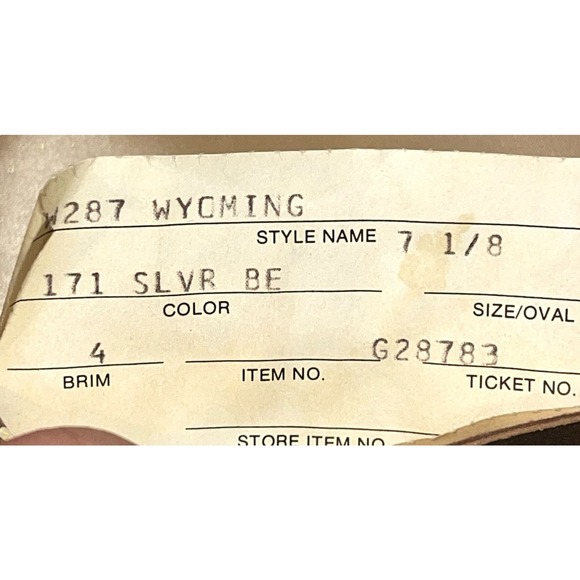 W287 WYOMING
STYLE NAME 7 1/8
171 SLVR BE
COLOR SIZE/OVAL
4 G28783
BRIM ITEM NO. TICKET NO.
STORE ITEM NO